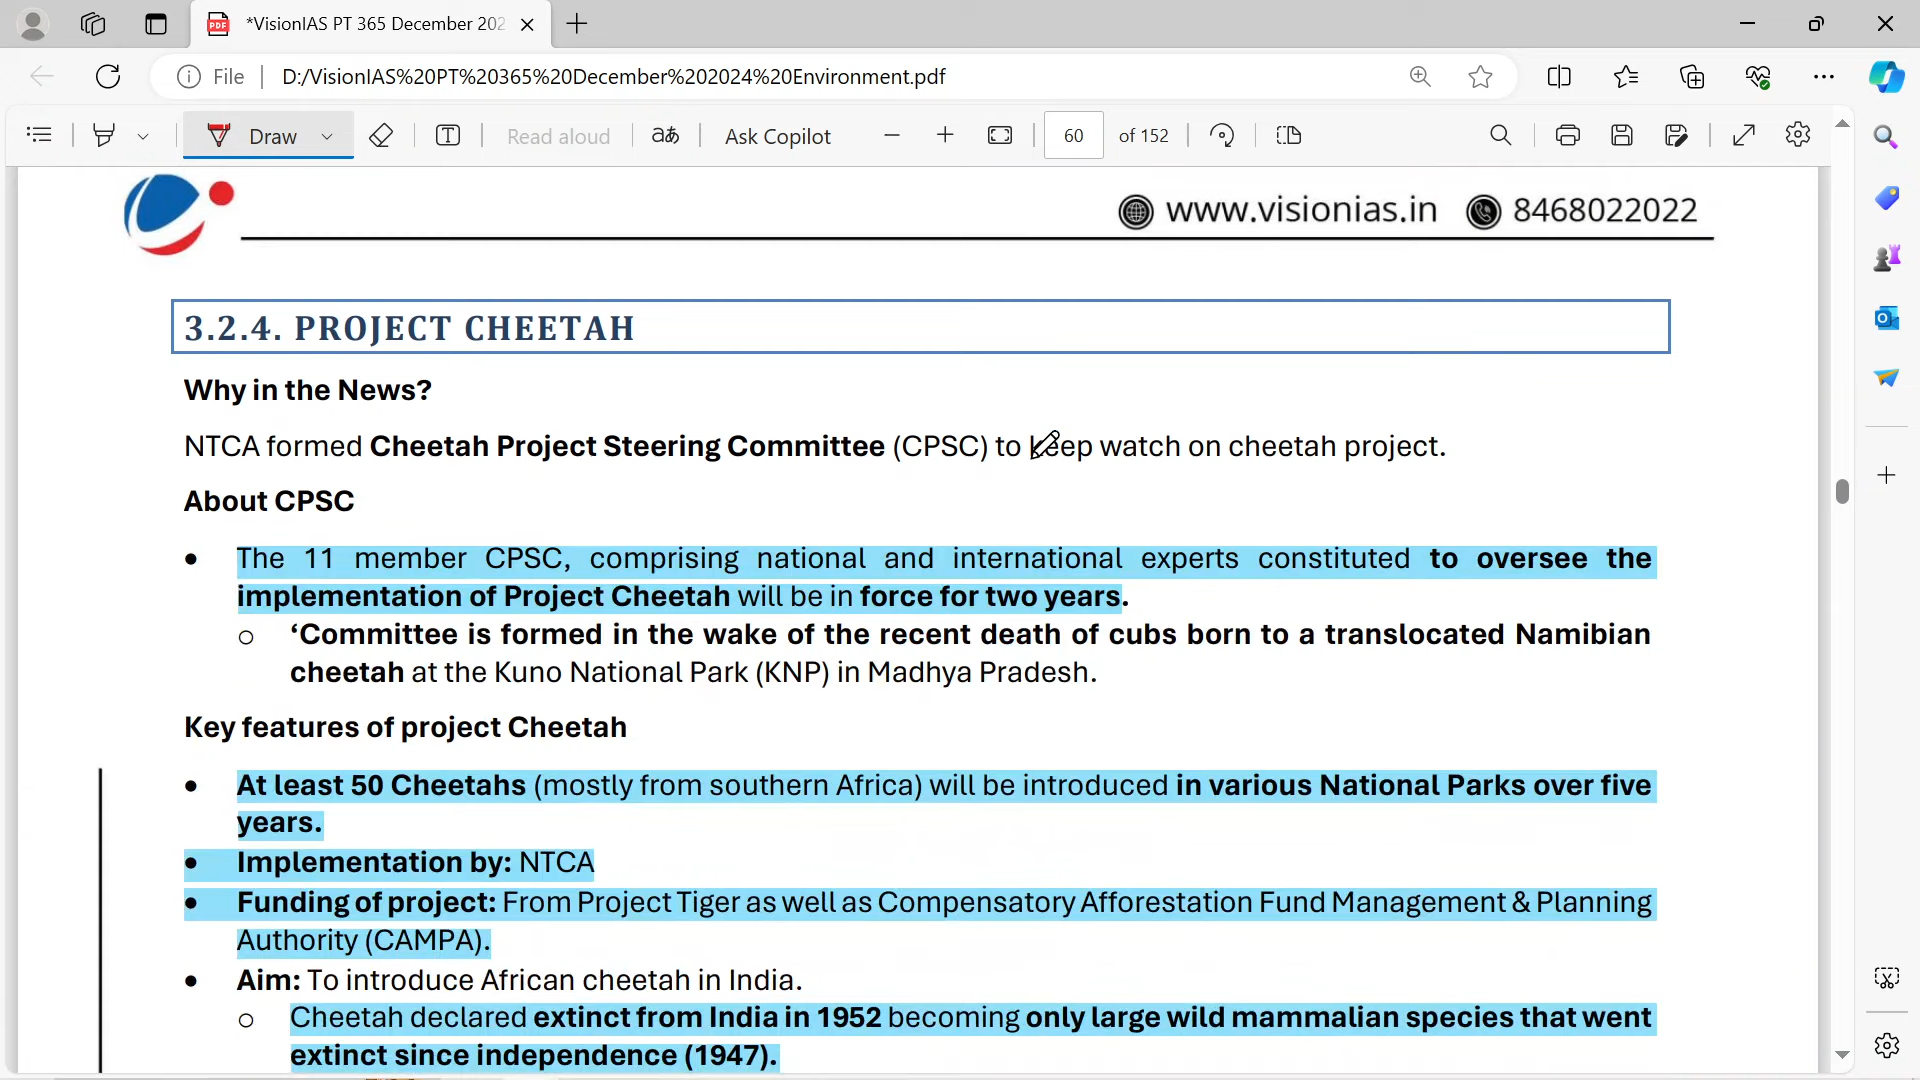 *VisionIAS PT 365 December 202
File
D:/VisionIAS%20PT%20365%20December%202024%20Environment.pdf
Draw
Read aloud
aあ
Ask Copilot
60 of 152
www.visionias.in 8468022022
3.2.4. PROJECT CHEETAH
Why in the News?
NTCA formed Cheetah Project Steering Committee (CPSC) to keep watch on cheetah project.
About CPSC
• The 11 member CPSC, comprising national and international experts constituted to oversee the
implementation of Project Cheetah will be in force for two years.
o ‘Committee is formed in the wake of the recent death of cubs born to a translocated Namibian
cheetah at the Kuno National Park (KNP) in Madhya Pradesh.
Key features of project Cheetah
• At least 50 Cheetahs (mostly from southern Africa) will be introduced in various National Parks over five
years.
• Implementation by: NTCA
• Funding of project: From Project Tiger as well as Compensatory Afforestation Fund Management & Planning
Authority (CAMPA).
• Aim: To introduce African cheetah in India.
o Cheetah declared extinct from India in 1952 becoming only large wild mammalian species that went
extinct since independence (1947).